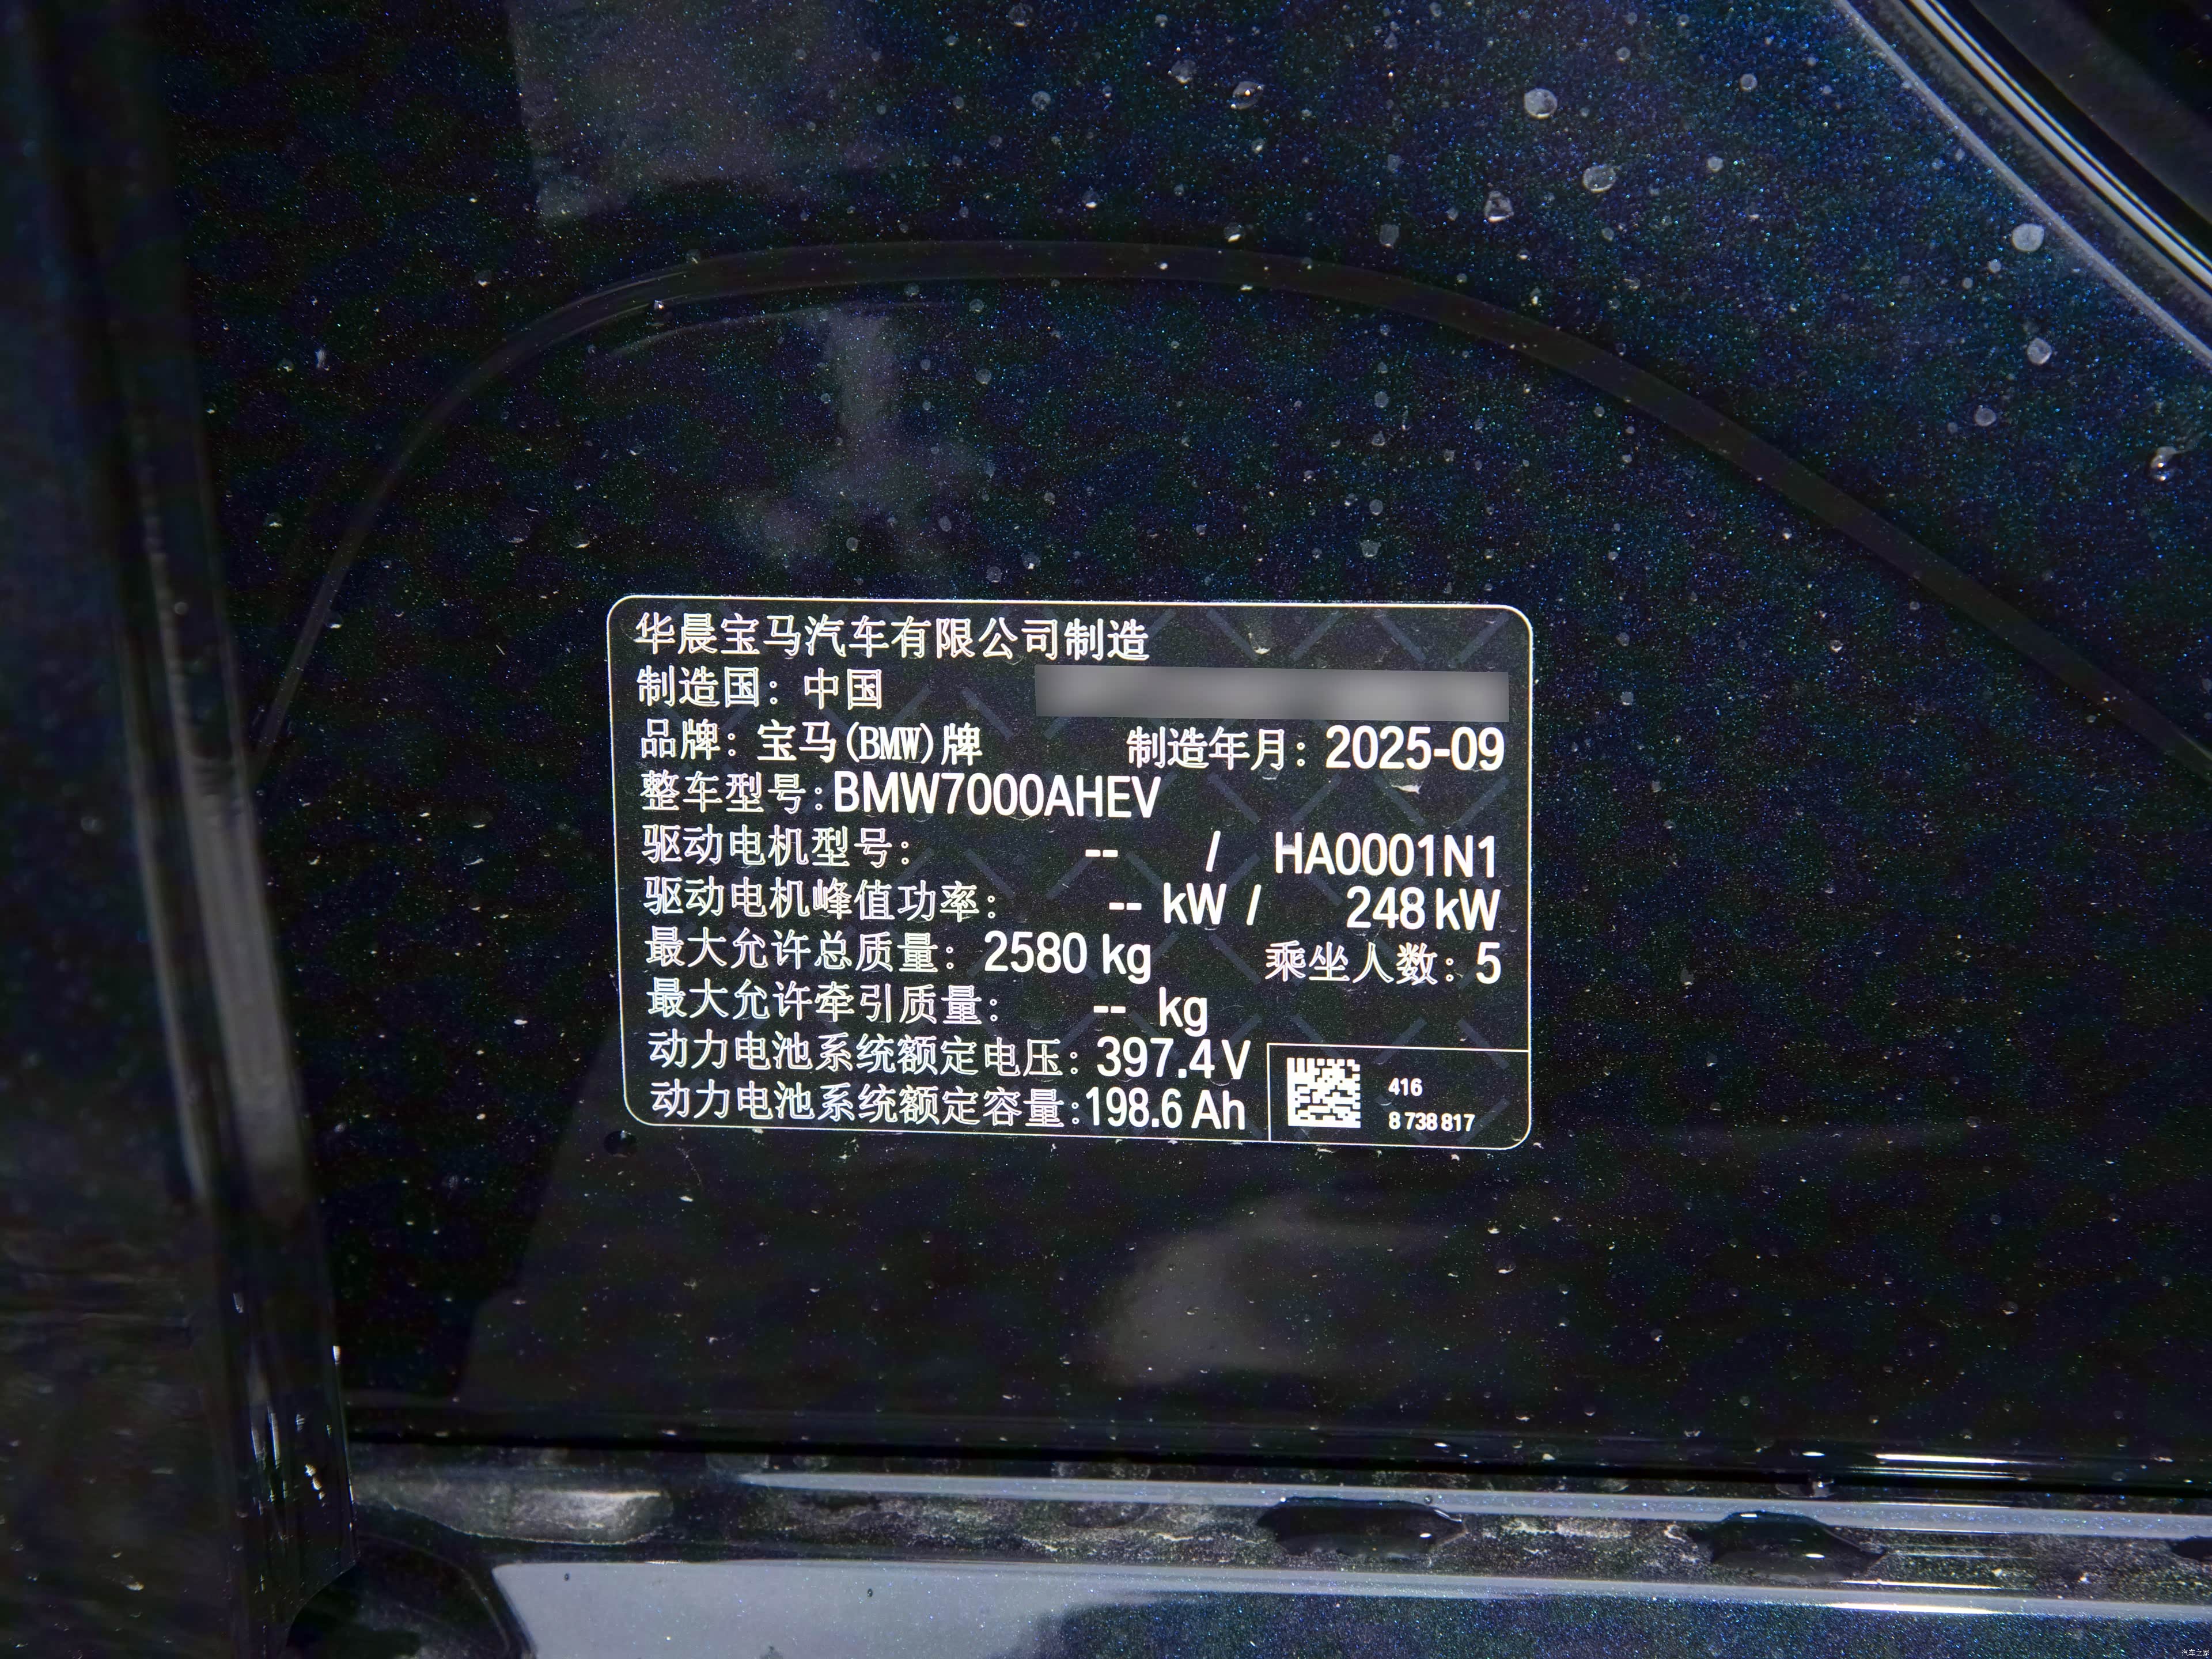 华晨宝马汽车有限公司制造
制造国：中国
品牌：宝马(BMW)牌 制造年月：2025-09
整车型号：BMW7000AHEV
驱动电机型号： -- / HA0001N1
驱动电机峰值功率： -- kW / 248 kW
最大允许总质量：2580 kg 乘坐人数：5
最大允许牵引质量： -- kg
动力电池系统额定电压：397.4 V
动力电池系统额定容量：198.6 Ah
416
8 738 817
汽车之家